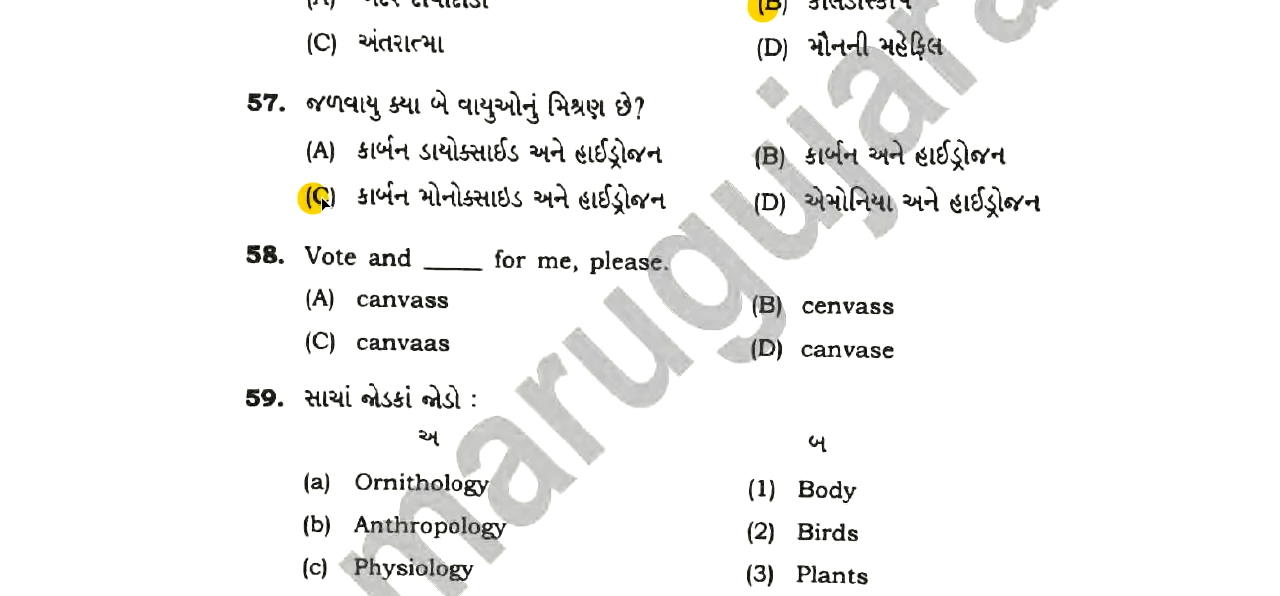 (C) અંતરાત્મા (D) મૌનની મહેફિલ
57. જળવાયુ ક્યા બે વાયુઓનું મિશ્રણ છે?
(A) કાર્બન ડાયોક્સાઈડ અને હાઈડ્રોજન (B) કાર્બન અને હાઈડ્રોજન
(C) કાર્બન મોનોક્સાઇડ અને હાઈડ્રોજન (D) એમોનિયા અને હાઈડ્રોજન
58. Vote and ____ for me, please.
(A) canvass (B) cenvass
(C) canvaas (D) canvase
59. સાચાં જોડકાં જોડો :
અ બ
(a) Ornithology (1) Body
(b) Anthropology (2) Birds
(c) Physiology (3) Plants
marugujara